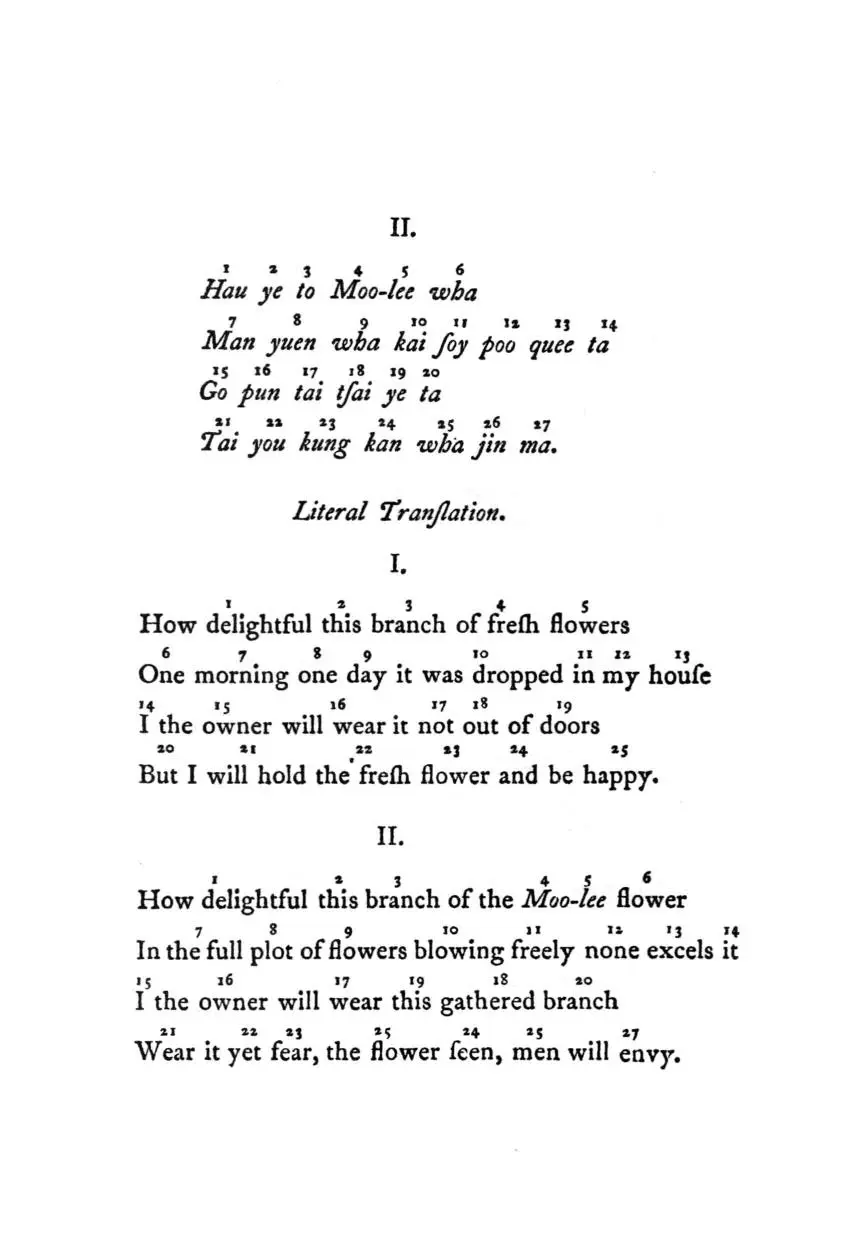 II.
1 2 3 4 5 6
Hau ye to Moo-lee wha
7 8 9 10 11 12 13 14
Man yuen wha kai ſoy poo quee ta
15 16 17 18 19 20
Go pun tai tſai ye ta
21 22 23 24 25 26 27
Tai you kung kan wha jin ma.
Literal Tranſlation.
I.
1 2 3 4 5
How delightful this branch of freſh flowers
6 7 8 9 10 11 12 13
One morning one day it was dropped in my houſe
14 15 16 17 18 19
I the owner will wear it not out of doors
20 21 22 23 24 25
But I will hold the freſh flower and be happy.
II.
1 2 3 4 5 6
How delightful this branch of the Moo-lee flower
7 8 9 10 11 12 13 14
In the full plot of flowers blowing freely none excels it
15 16 17 19 18 20
I the owner will wear this gathered branch
21 22 23 25 24 25 27
Wear it yet fear, the flower ſeen, men will envy.